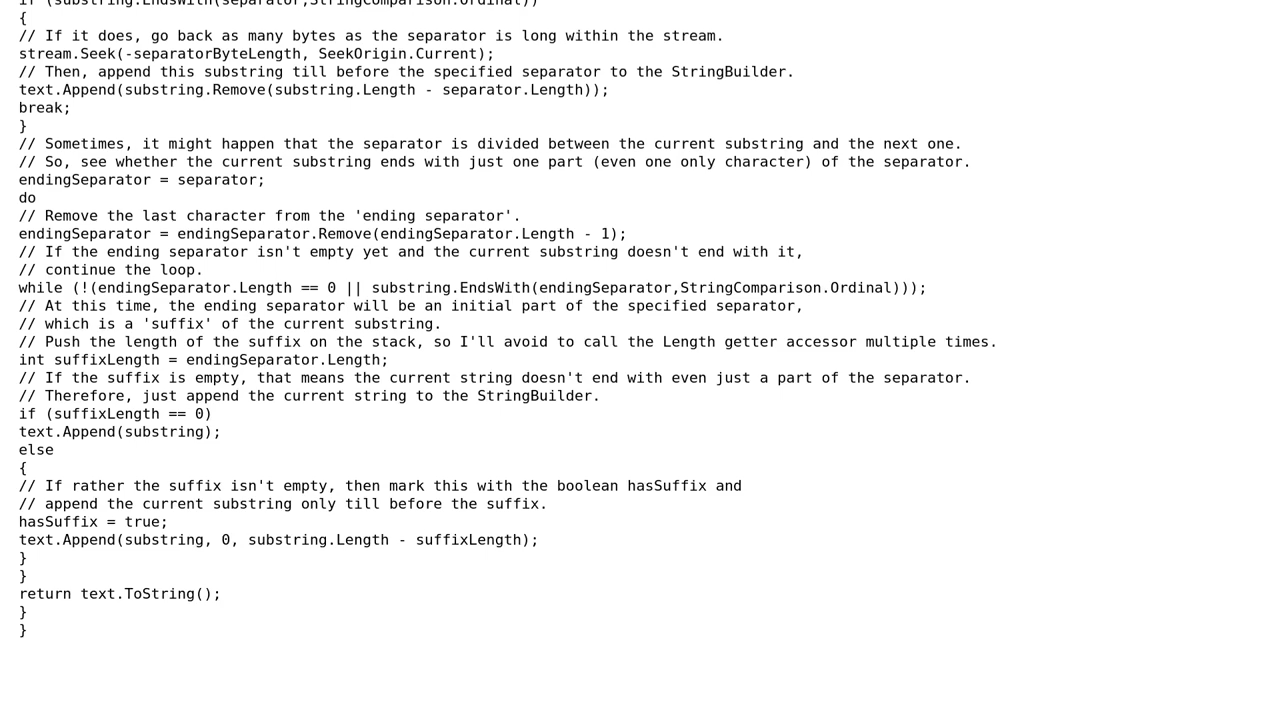 if (substring.EndsWith(separator,StringComparison.Ordinal))
{
// If it does, go back as many bytes as the separator is long within the stream.
stream.Seek(-separatorByteLength, SeekOrigin.Current);
// Then, append this substring till before the specified separator to the StringBuilder.
text.Append(substring.Remove(substring.Length - separator.Length));
break;
}
// Sometimes, it might happen that the separator is divided between the current substring and the next one.
// So, see whether the current substring ends with just one part (even one only character) of the separator.
endingSeparator = separator;
do
// Remove the last character from the 'ending separator'.
endingSeparator = endingSeparator.Remove(endingSeparator.Length - 1);
// If the ending separator isn't empty yet and the current substring doesn't end with it,
// continue the loop.
while (!(endingSeparator.Length == 0 || substring.EndsWith(endingSeparator,StringComparison.Ordinal)));
// At this time, the ending separator will be an initial part of the specified separator,
// which is a 'suffix' of the current substring.
// Push the length of the suffix on the stack, so I'll avoid to call the Length getter accessor multiple times.
int suffixLength = endingSeparator.Length;
// If the suffix is empty, that means the current string doesn't end with even just a part of the separator.
// Therefore, just append the current string to the StringBuilder.
if (suffixLength == 0)
text.Append(substring);
else
{
// If rather the suffix isn't empty, then mark this with the boolean hasSuffix and
// append the current substring only till before the suffix.
hasSuffix = true;
text.Append(substring, 0, substring.Length - suffixLength);
}
}
return text.ToString();
}
}